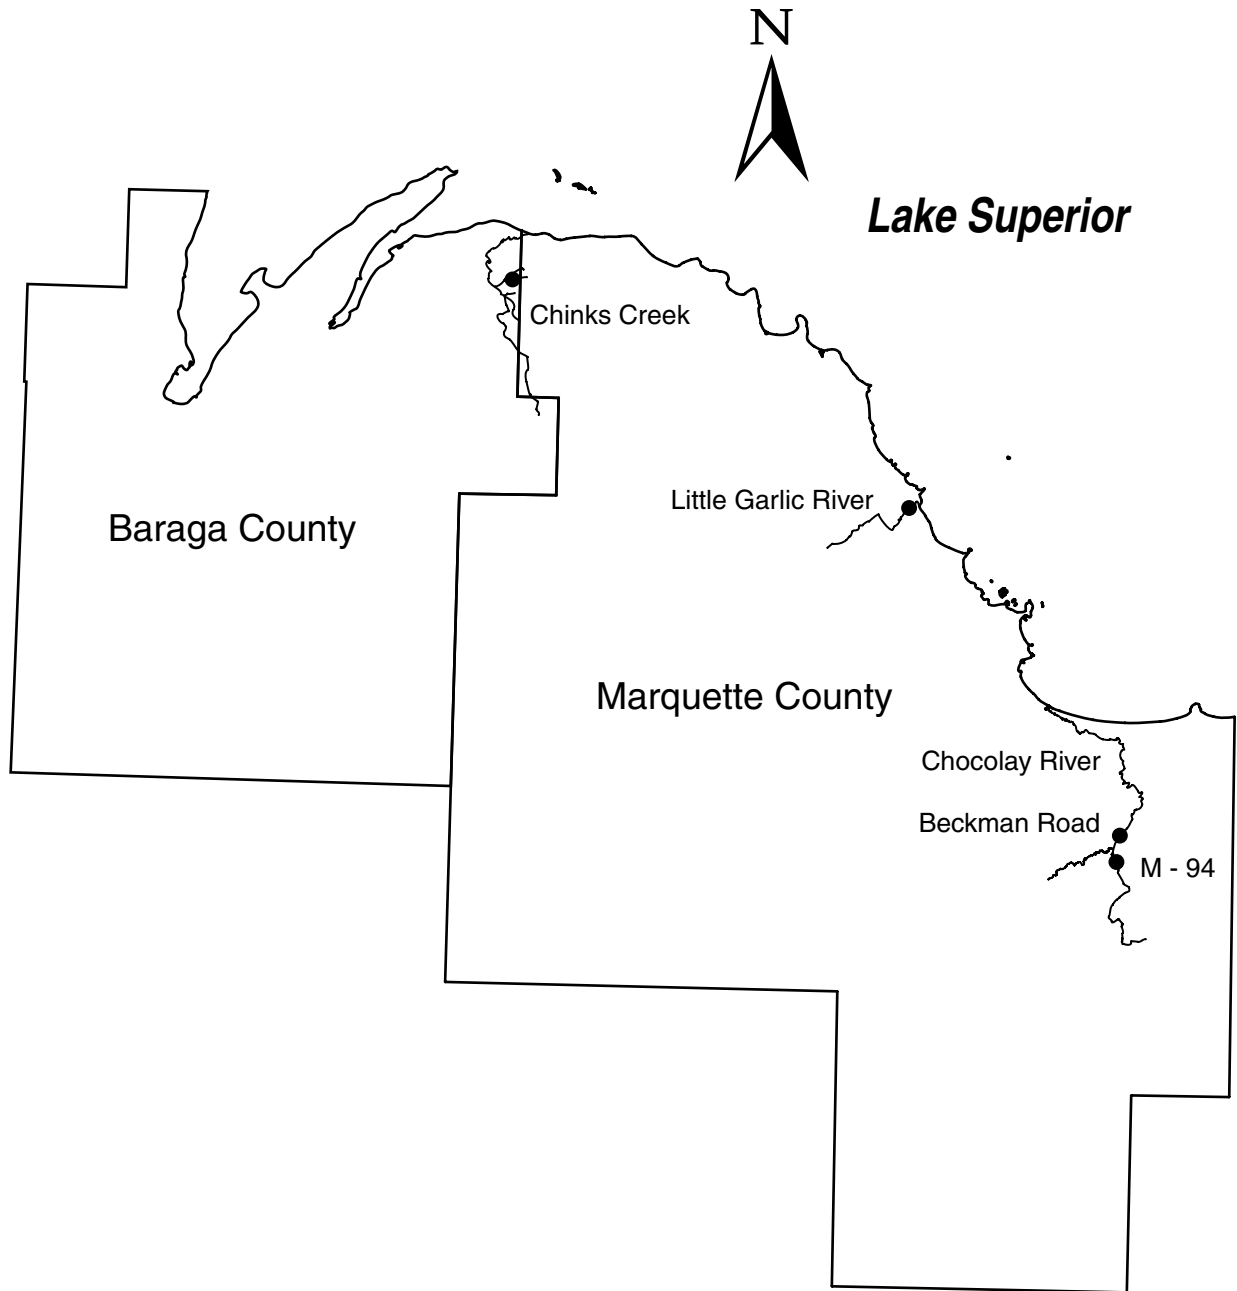 N
Lake Superior
Chinks Creek
Little Garlic River
Baraga County
Marquette County
Chocolay River
Beckman Road
M - 94